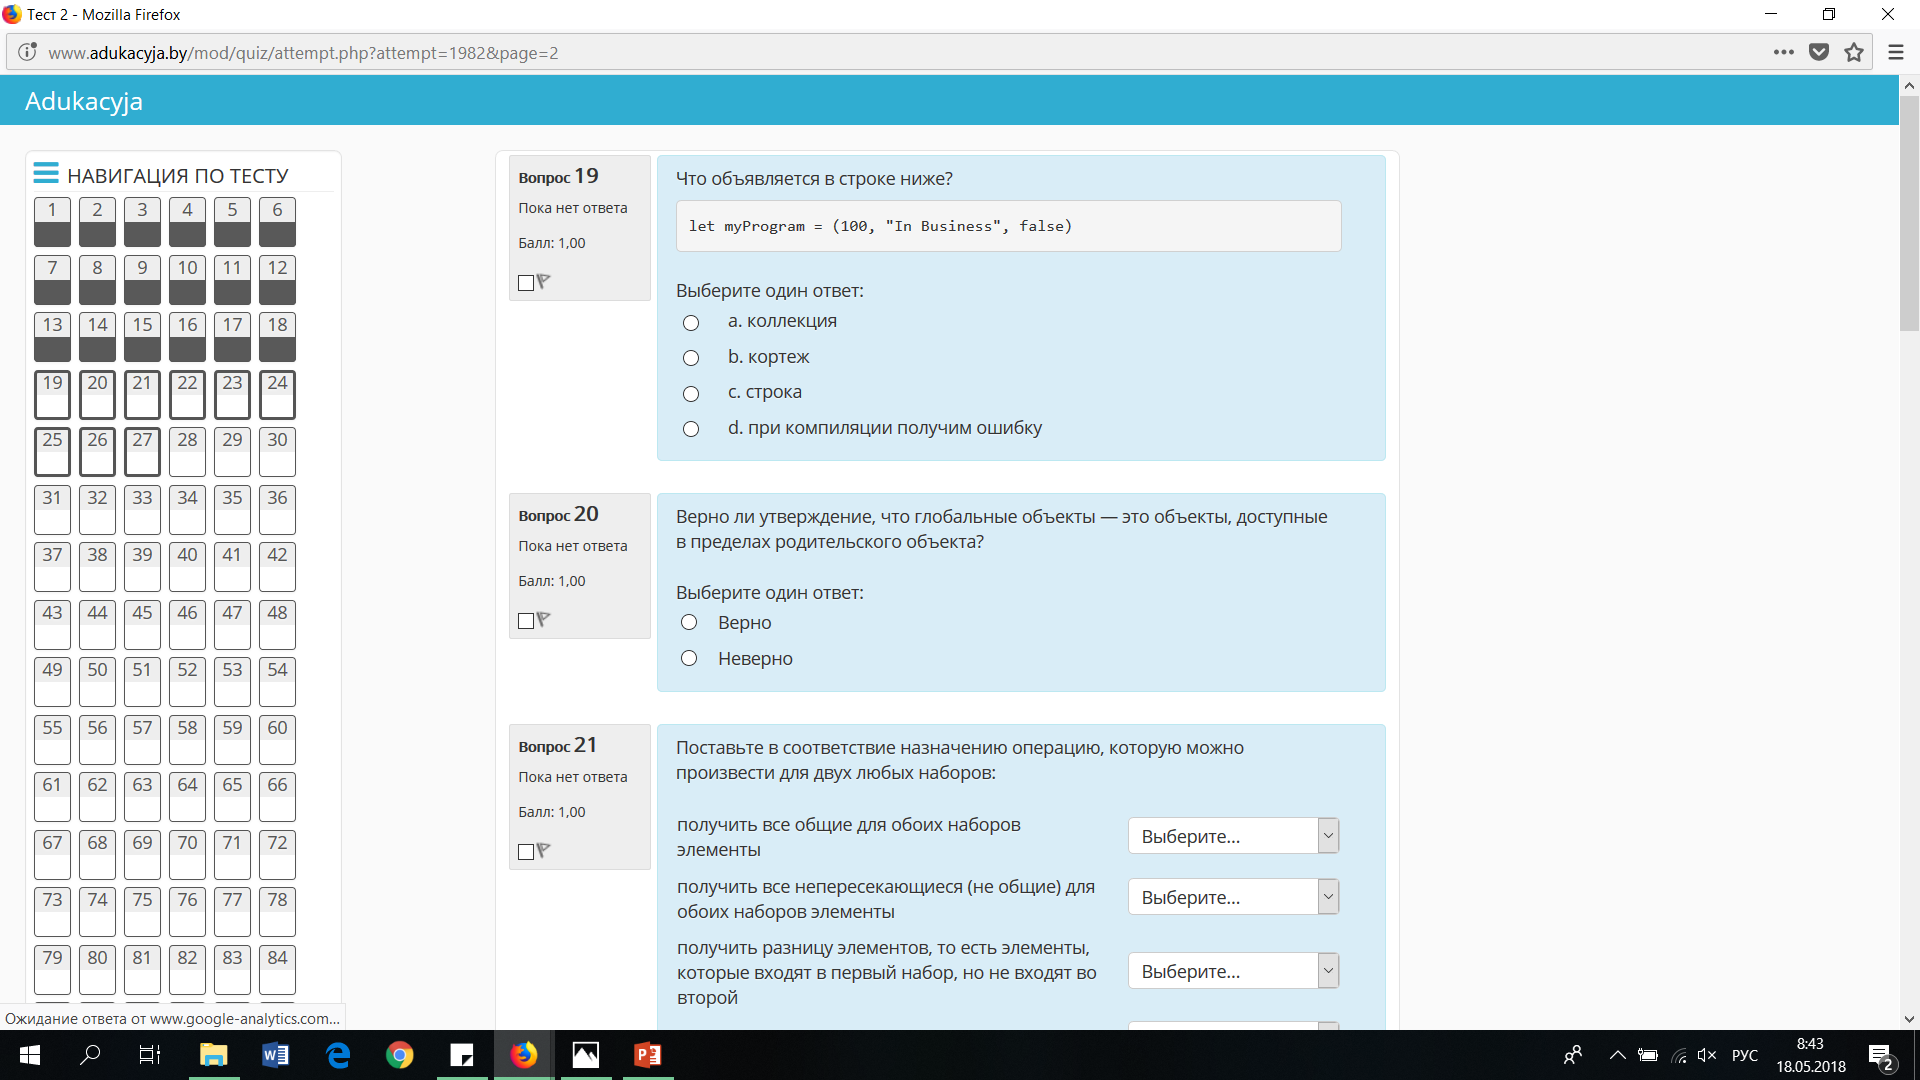 Тест 2 - Mozilla Firefox
www.adukacyja.by/mod/quiz/attempt.php?attempt=1982&page=2
Adukacyja
НАВИГАЦИЯ ПО ТЕСТУ
1 2 3 4 5 6
7 8 9 10 11 12
13 14 15 16 17 18
19 20 21 22 23 24
25 26 27 28 29 30
31 32 33 34 35 36
37 38 39 40 41 42
43 44 45 46 47 48
49 50 51 52 53 54
55 56 57 58 59 60
61 62 63 64 65 66
67 68 69 70 71 72
73 74 75 76 77 78
79 80 81 82 83 84
Вопрос 19
Пока нет ответа
Балл: 1,00
Что объявляется в строке ниже?
let myProgram = (100, "In Business", false)
Выберите один ответ:
a. коллекция
b. кортеж
c. строка
d. при компиляции получим ошибку
Вопрос 20
Пока нет ответа
Балл: 1,00
Верно ли утверждение, что глобальные объекты — это объекты, доступные
в пределах родительского объекта?
Выберите один ответ:
Верно
Неверно
Вопрос 21
Пока нет ответа
Балл: 1,00
Поставьте в соответствие назначению операцию, которую можно
произвести для двух любых наборов:
получить все общие для обоих наборов
элементы
Выберите...
получить все непересекающиеся (не общие) для
обоих наборов элементы
Выберите...
получить разницу элементов, то есть элементы,
которые входят в первый набор, но не входят во
второй
Выберите...
Ожидание ответа от www.google-analytics.com...
РУС
8:43
18.05.2018
2